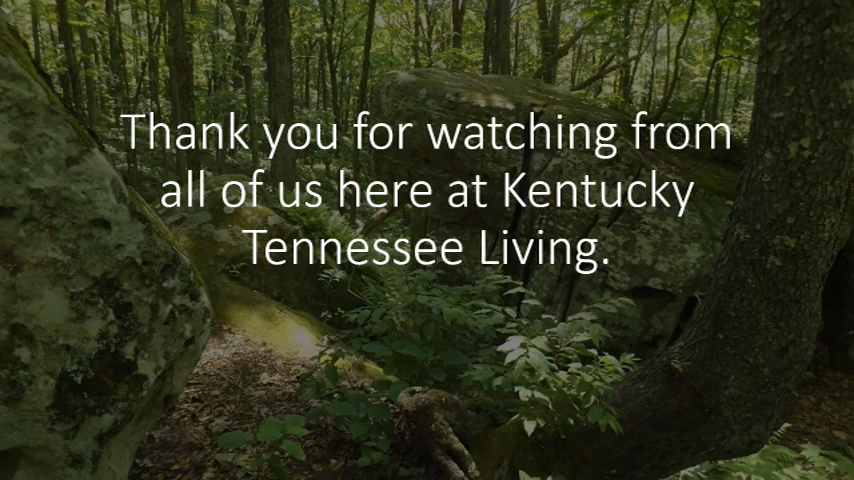 Thank you for watching from
all of us here at Kentucky
Tennessee Living.